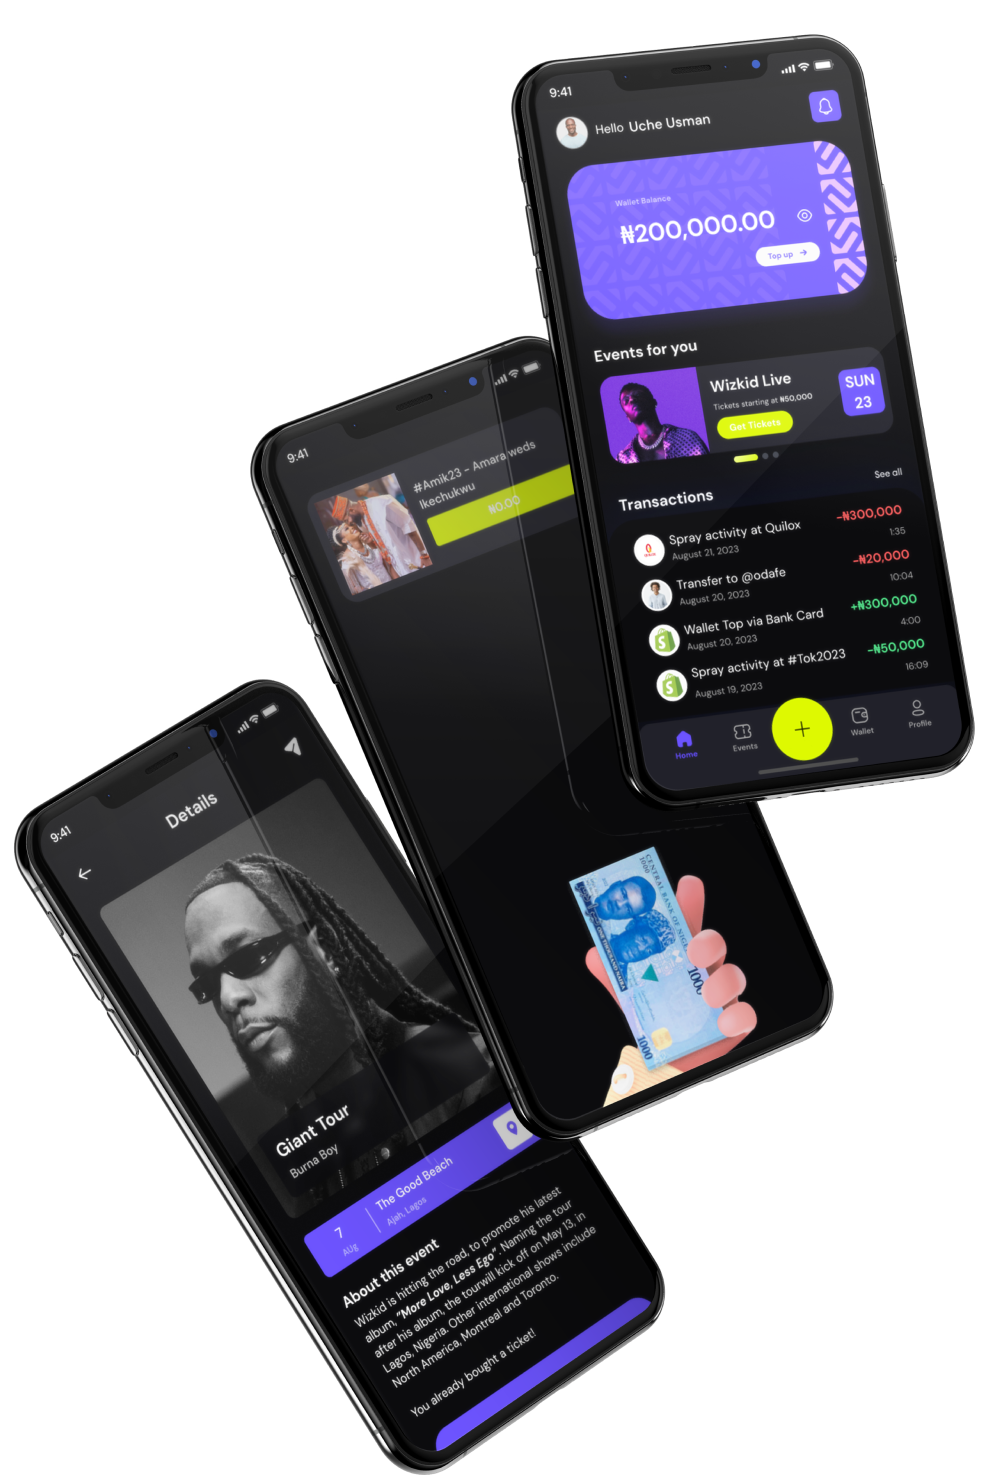 9:41
Hello Uche Usman
Wallet Balance
₦200,000.00
Top up →
Events for you
Wizkid Live
Tickets starting at ₦50,000
Get Tickets
SUN
23
Transactions
See all
Spray activity at Quilox
August 21, 2023
-₦300,000
1:35
Transfer to @odafe
August 20, 2023
-₦20,000
10:04
Wallet Top via Bank Card
August 20, 2023
+₦300,000
4:00
Spray activity at #Tok2023
August 19, 2023
-₦50,000
16:09
Home
Events
+
Wallet
Profile
9:41
#Amik23 - Amara weds
Ikechukwu
₦0.00
1000
CENTRAL BANK OF NIG
1000
1000
9:41
Details
Giant Tour
Burna Boy
7
AUg
The Good Beach
Ajah, Lagos
About this event
Wizkid is hitting the road, to promote his latest
album, “More Love, Less Ego”. Naming the tour
after his album, the tourwill kick off on May 13, in
Lagos, Nigeria. Other international shows include
North America, Montreal and Toronto.
You already bought a ticket!